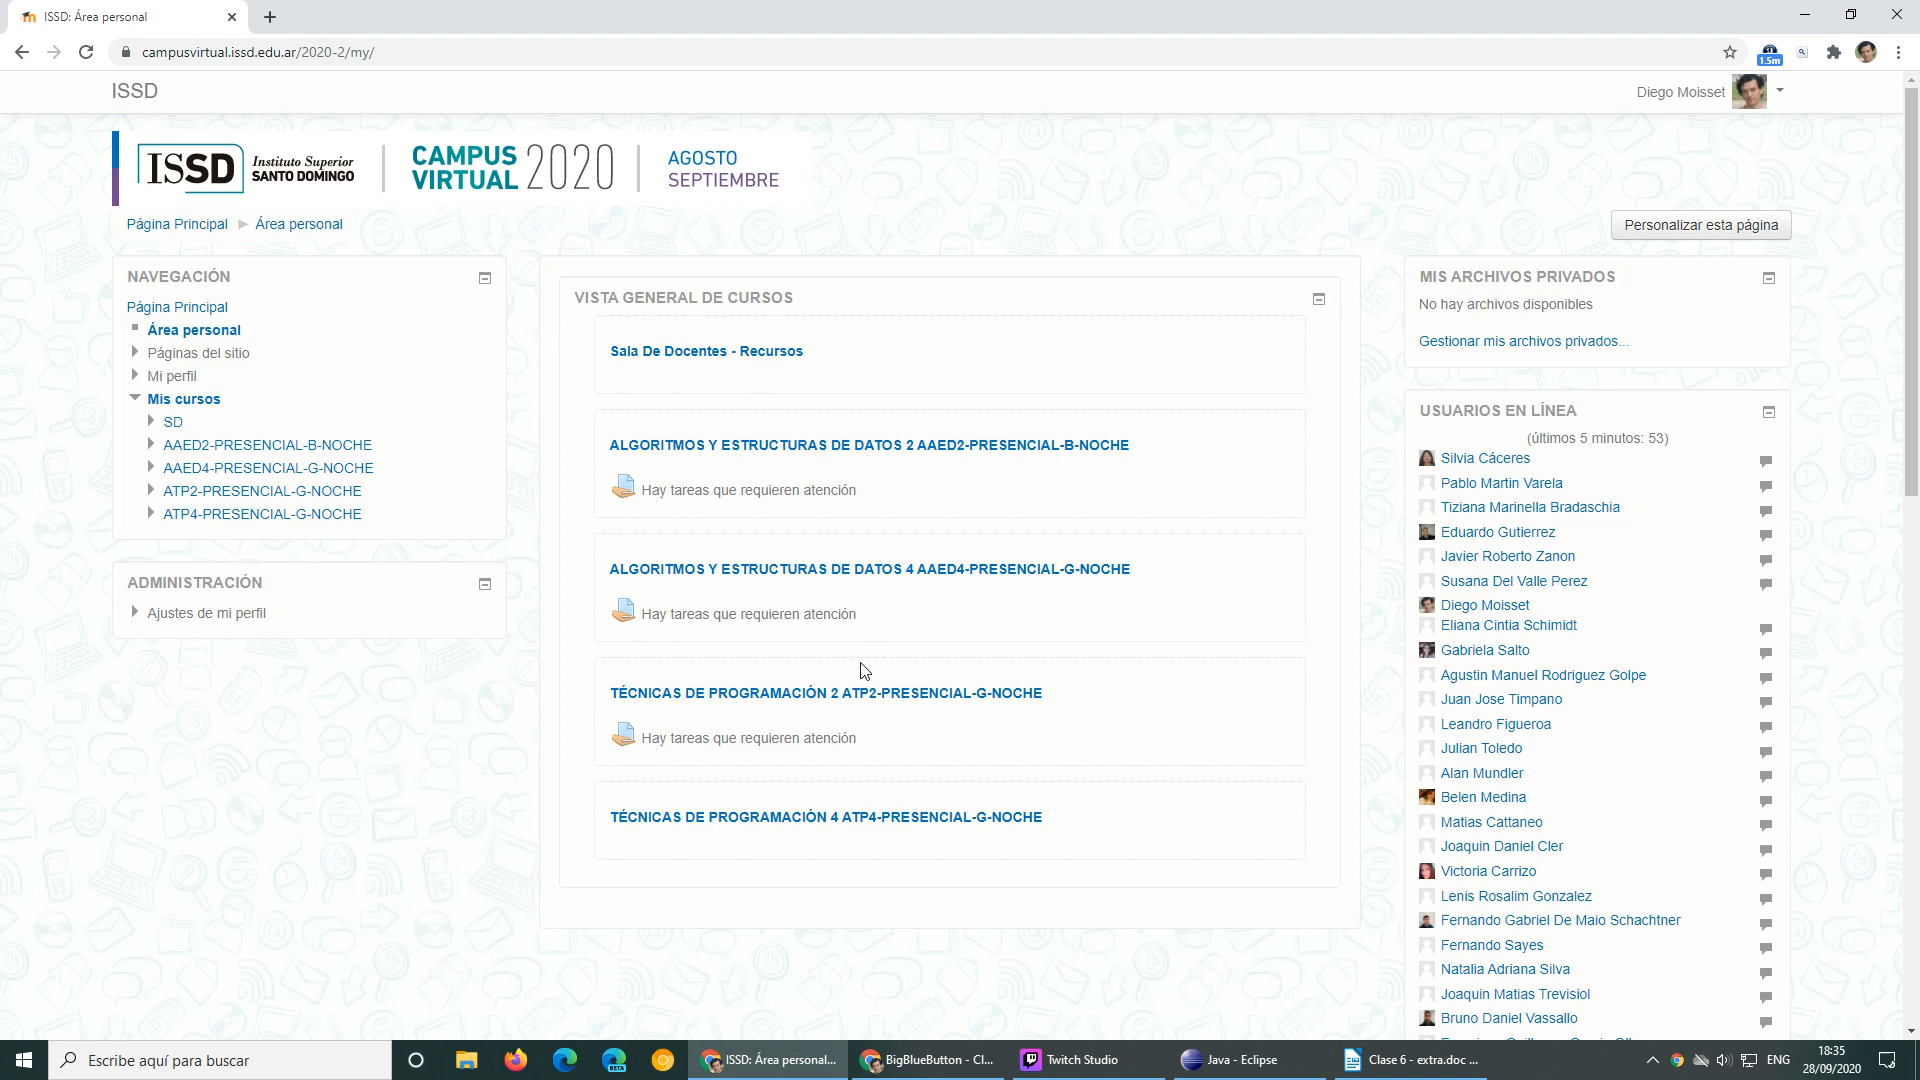 ISSD: Área personal
campusvirtual.issd.edu.ar/2020-2/my/
1.5m
ISSD
Diego Moisset
ISSD
Instituto Superior
SANTO DOMINGO
CAMPUS
VIRTUAL
2020
AGOSTO
SEPTIEMBRE
Página Principal
Área personal
Personalizar esta página
NAVEGACIÓN
Página Principal
Área personal
Páginas del sitio
Mi perfil
Mis cursos
SD
AAED2-PRESENCIAL-B-NOCHE
AAED4-PRESENCIAL-G-NOCHE
ATP2-PRESENCIAL-G-NOCHE
ATP4-PRESENCIAL-G-NOCHE
ADMINISTRACIÓN
Ajustes de mi perfil
VISTA GENERAL DE CURSOS
Sala De Docentes - Recursos
ALGORITMOS Y ESTRUCTURAS DE DATOS 2 AAED2-PRESENCIAL-B-NOCHE
Hay tareas que requieren atención
ALGORITMOS Y ESTRUCTURAS DE DATOS 4 AAED4-PRESENCIAL-G-NOCHE
Hay tareas que requieren atención
TÉCNICAS DE PROGRAMACIÓN 2 ATP2-PRESENCIAL-G-NOCHE
Hay tareas que requieren atención
TÉCNICAS DE PROGRAMACIÓN 4 ATP4-PRESENCIAL-G-NOCHE
MIS ARCHIVOS PRIVADOS
No hay archivos disponibles
Gestionar mis archivos privados...
USUARIOS EN LÍNEA
(últimos 5 minutos: 53)
Silvia Cáceres
Pablo Martin Varela
Tiziana Marinella Bradaschia
Eduardo Gutierrez
Javier Roberto Zanon
Susana Del Valle Perez
Diego Moisset
Eliana Cintia Schimidt
Gabriela Salto
Agustin Manuel Rodriguez Golpe
Juan Jose Timpano
Leandro Figueroa
Julian Toledo
Alan Mundler
Belen Medina
Matias Cattaneo
Joaquin Daniel Cler
Victoria Carrizo
Lenis Rosalim Gonzalez
Fernando Gabriel De Maio Schachtner
Fernando Sayes
Natalia Adriana Silva
Joaquin Matias Trevisiol
Bruno Daniel Vassallo
Escribe aquí para buscar
BETA
ISSD: Área personal...
BigBlueButton - Cl...
Twitch Studio
Java - Eclipse
Clase 6 - extra.doc ...
ENG
18:35
28/09/2020